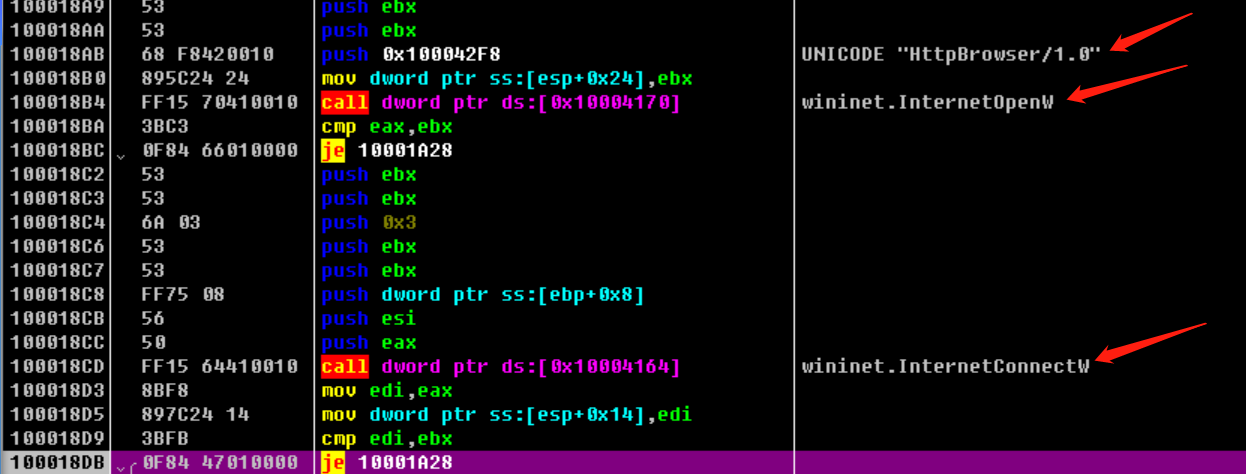 100018A9 53 push ebx
100018AA 53 push ebx
100018AB 68 F8420010 push 0x100042F8 UNICODE "HttpBrowser/1.0"
100018B0 895C24 24 mov dword ptr ss:[esp+0x24],ebx
100018B4 FF15 70410010 call dword ptr ds:[0x10004170] wininet.InternetOpenW
100018BA 3BC3 cmp eax,ebx
100018BC 0F84 66010000 je 10001A28
100018C2 53 push ebx
100018C3 53 push ebx
100018C4 6A 03 push 0x3
100018C6 53 push ebx
100018C7 53 push ebx
100018C8 FF75 08 push dword ptr ss:[ebp+0x8]
100018CB 56 push esi
100018CC 50 push eax
100018CD FF15 64410010 call dword ptr ds:[0x10004164] wininet.InternetConnectW
100018D3 8BF8 mov edi,eax
100018D5 897C24 14 mov dword ptr ss:[esp+0x14],edi
100018D9 3BFB cmp edi,ebx
100018DB 0F84 47010000 je 10001A28